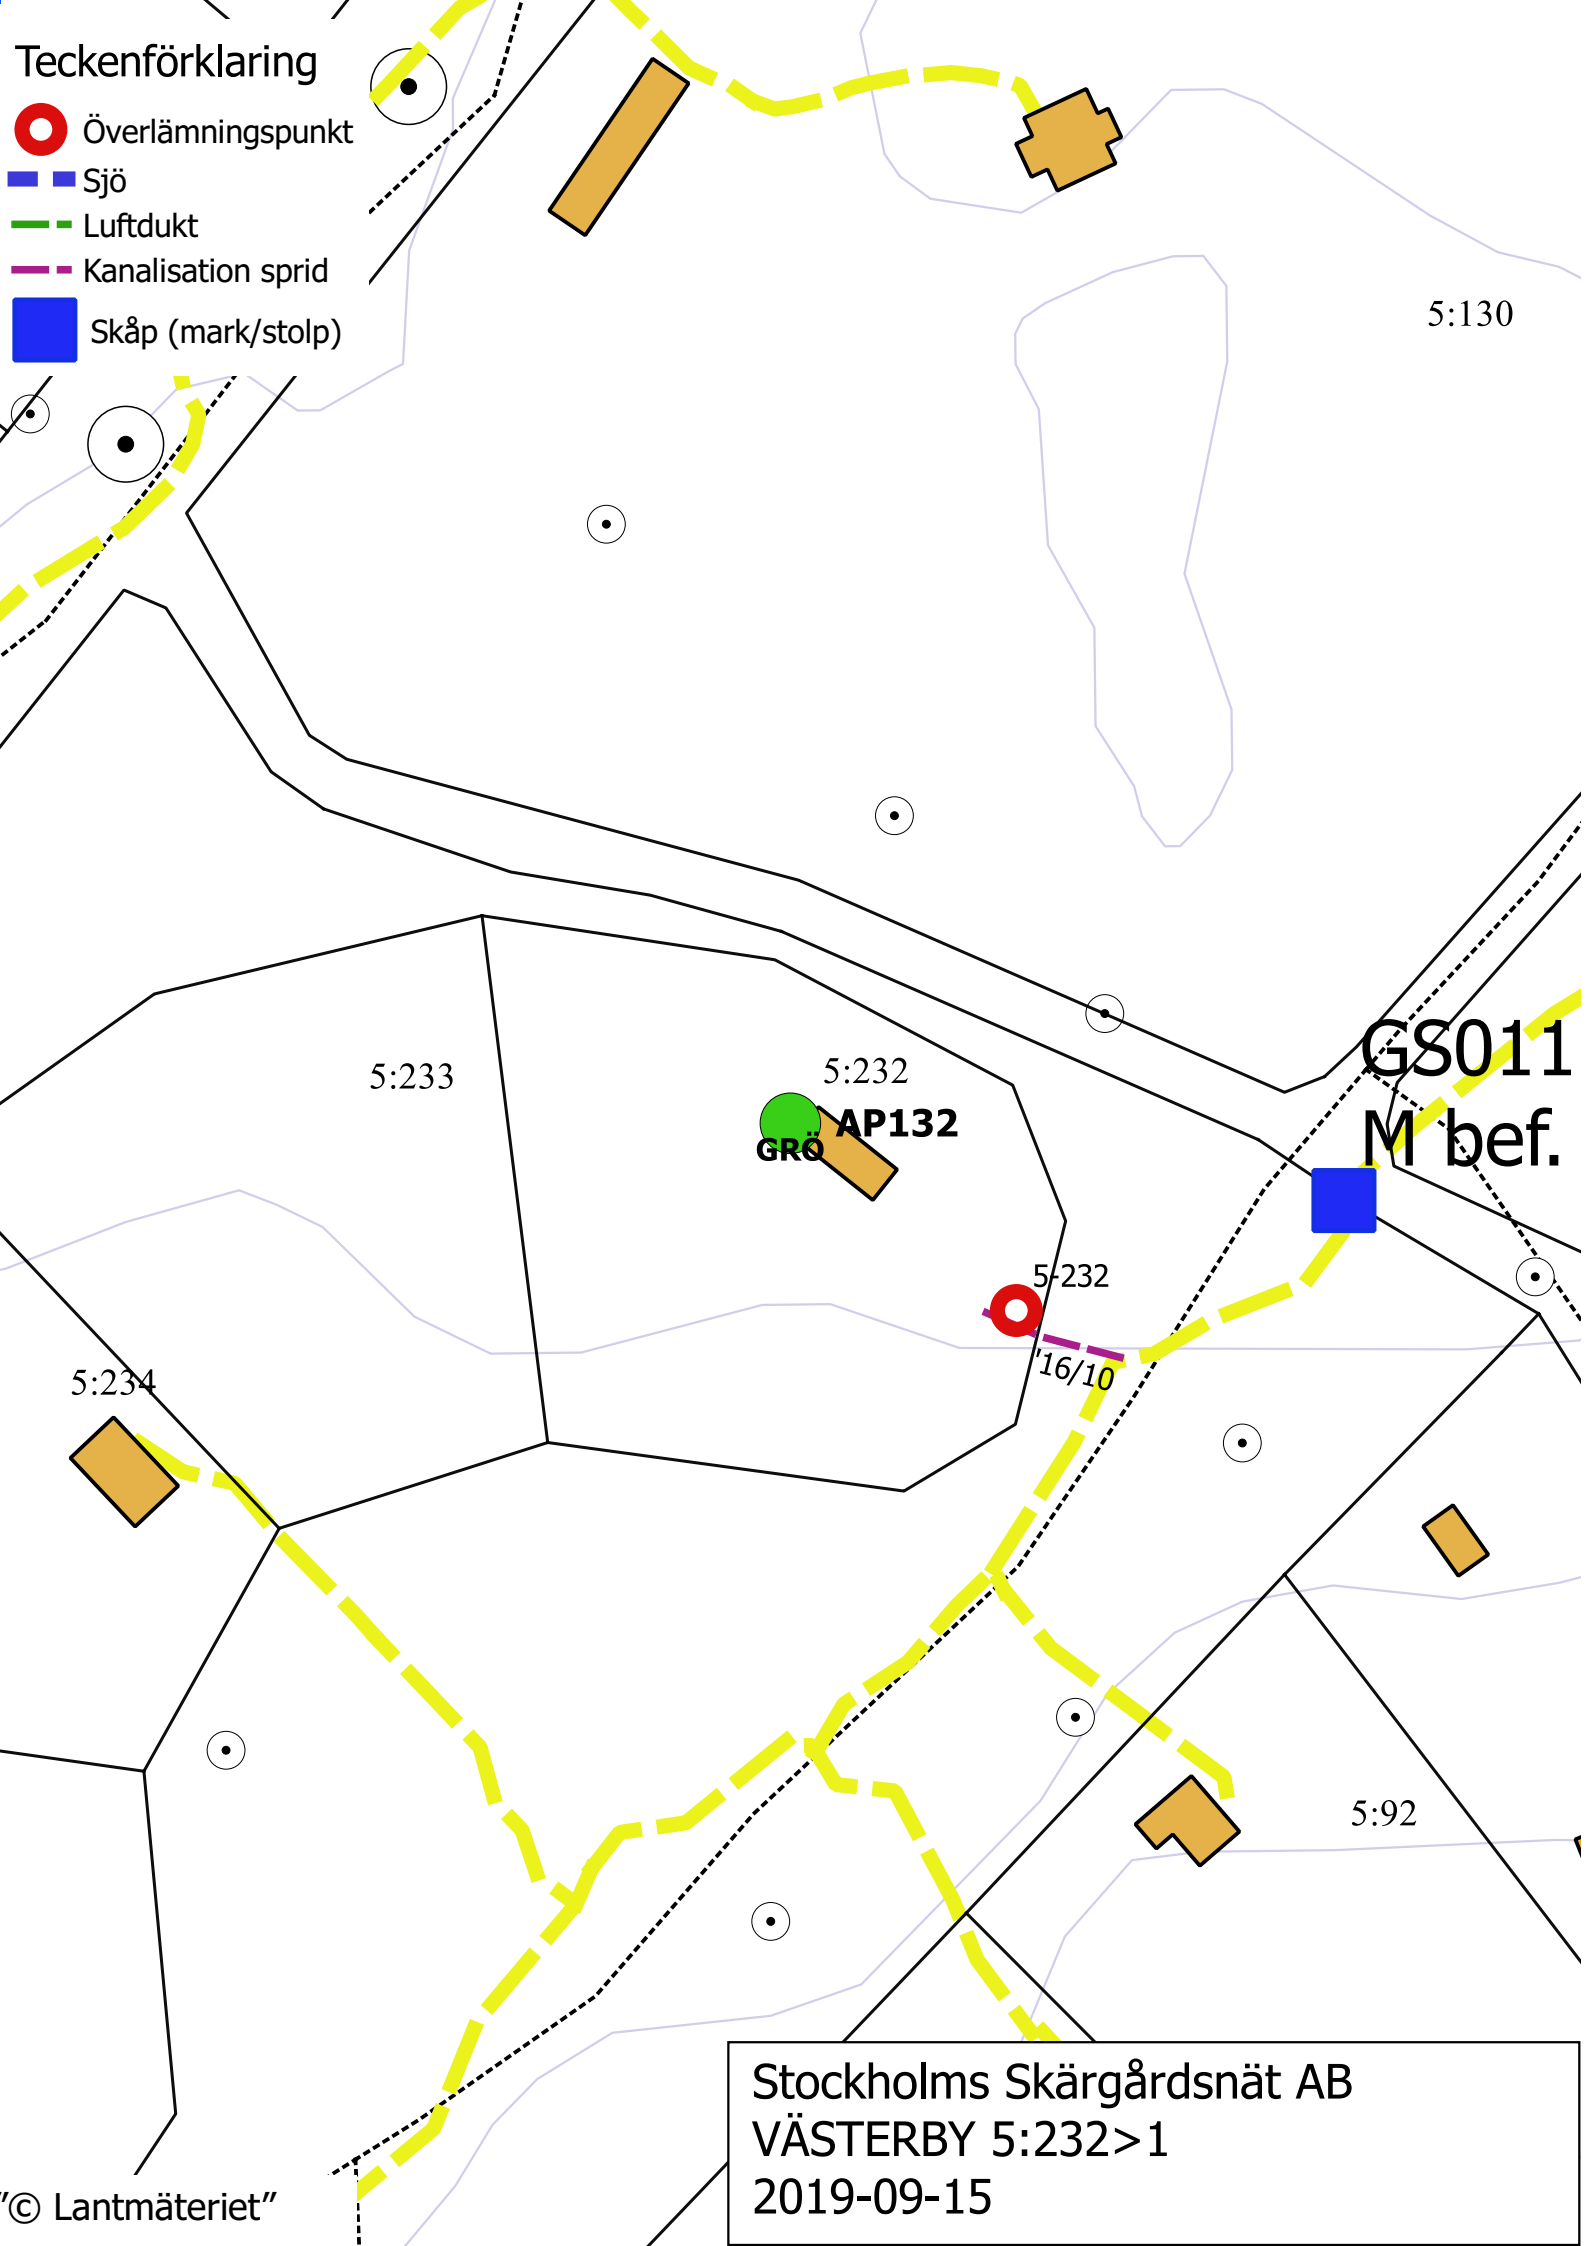 Teckenförklaring
Överlämningspunkt
Sjö
Luftdukt
Kanalisation sprid
Skåp (mark/stolp)
5:130
GS011
M bef.
5:233
5:232
AP132
GRÖ
5-232
'16/10
5:234
5:92
Stockholms Skärgårdsnät AB
VÄSTERBY 5:232>1
2019-09-15
"© Lantmäteriet"